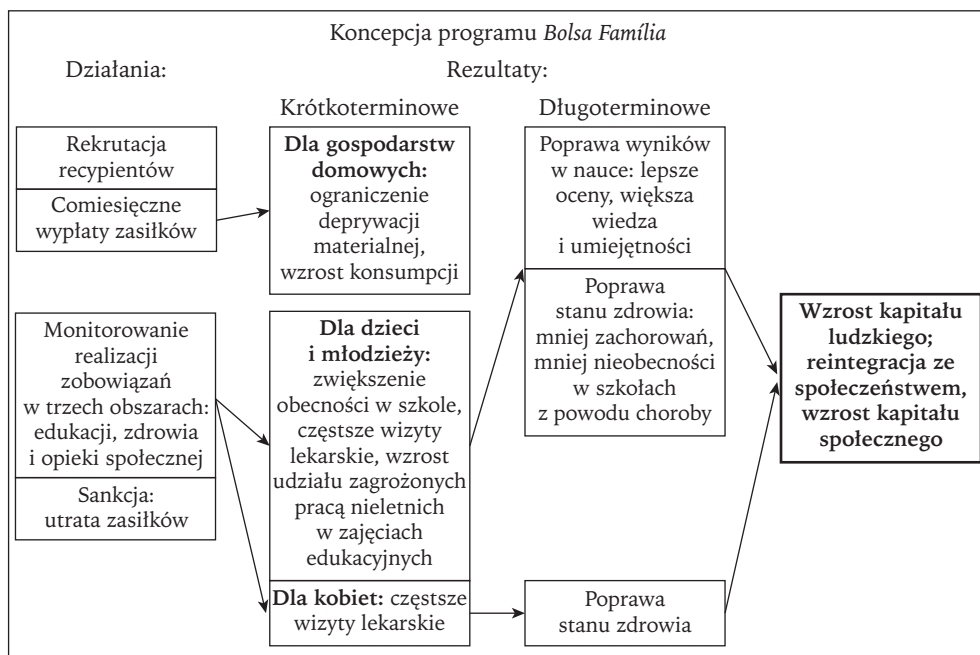 Koncepcja programu Bolsa Família
Działania:
Rezultaty:
Krótkoterminowe
Długoterminowe
Rekrutacja
recypientów
Comiesięczne
wypłaty zasiłków
Dla gospodarstw
domowych:
ograniczenie
deprywacji
materialnej,
wzrost konsumpcji
Poprawa wyników
w nauce: lepsze
oceny, większa
wiedza
i umiejętności
Poprawa
stanu zdrowia:
mniej zachorowań,
mniej nieobecności
w szkołach
z powodu choroby
Monitorowanie
realizacji
zobowiązań
w trzech obszarach:
edukacji, zdrowia
i opieki społecznej
Sankcja:
utrata zasiłków
Dla dzieci
i młodzieży:
zwiększenie
obecności w szkole,
częstsze wizyty
lekarskie, wzrost
udziału zagrożonych
pracą nieletnich
w zajęciach
edukacyjnych
Dla kobiet: częstsze
wizyty lekarskie
Poprawa
stanu zdrowia
Wzrost kapitału
ludzkiego;
reintegracja ze
społeczeństwem,
wzrost kapitału
społecznego